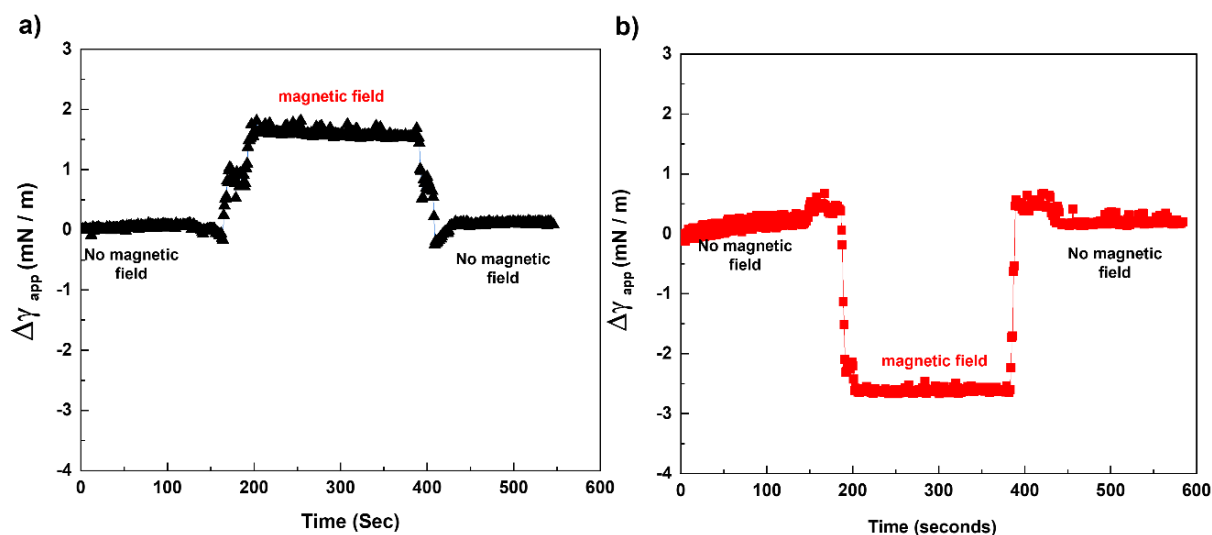 a)
3
2
1
0
-1
-2
-3
-4
Δγ app (mN / m)
magnetic field
No magnetic
field
No magnetic
field
0 100 200 300 400 500 600
Time (Sec)
b)
3
2
1
0
-1
-2
-3
-4
Δγ app (mN / m)
No magnetic
field
magnetic field
No magnetic
field
0 100 200 300 400 500 600
Time (seconds)